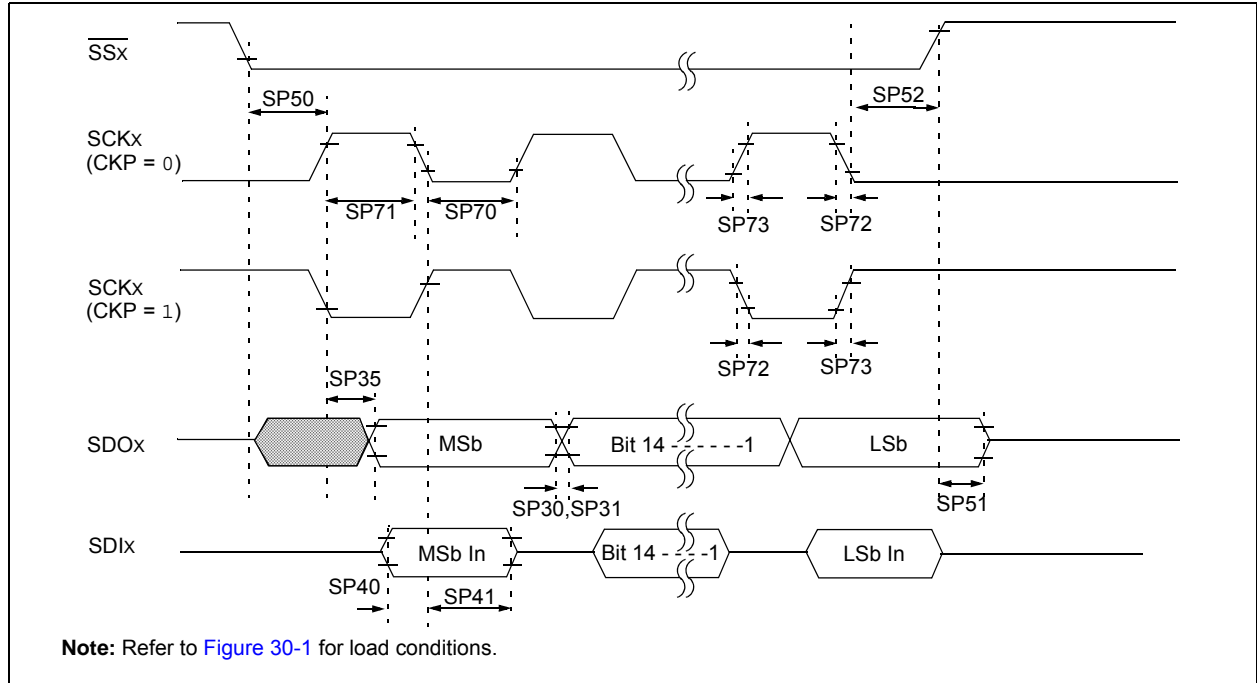 SSx
SP50
SP52
SCKx
(CKP = 0)
SP71
SP70
SP73
SP72
SCKx
(CKP = 1)
SP72
SP73
SP35
SDOx
MSb
Bit 14 - - - - - -1
LSb
SP30,SP31
SP51
SDIx
MSb In
Bit 14 - - - -1
LSb In
SP40
SP41
Note: Refer to Figure 30-1 for load conditions.